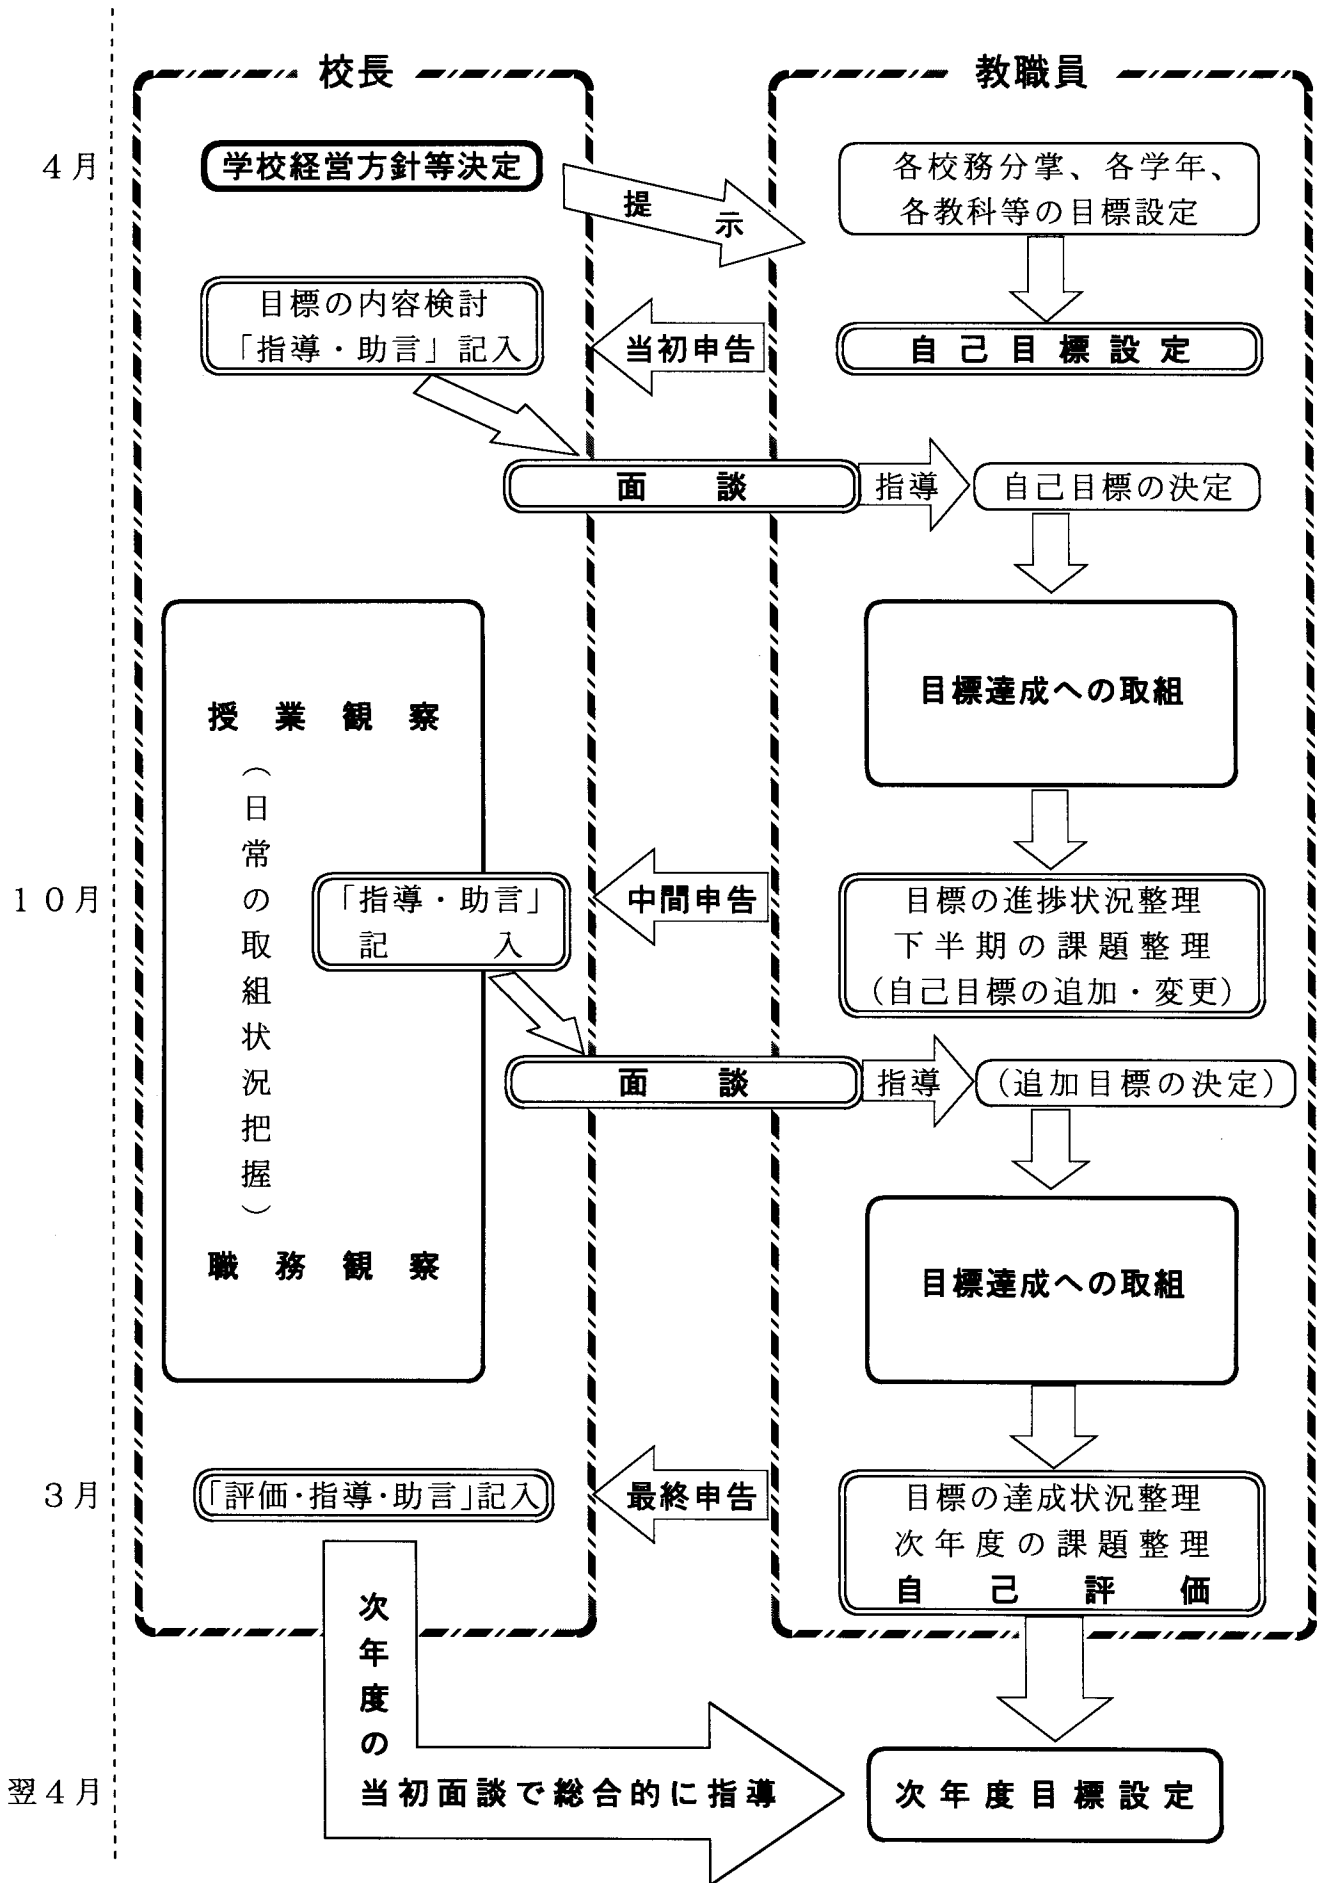 校長
教職員
4月
学校経営方針等決定
提示
各校務分掌、各学年、
各教科等の目標設定
目標の内容検討
「指導・助言」記入
当初申告
自己目標設定
面談
指導
自己目標の決定
授業観察
(日常の取組状況把握)
職務観察
目標達成への取組
10月
「指導・助言」
記入
中間申告
目標の進捗状況整理
下半期の課題整理
(自己目標の追加・変更)
面談
指導
(追加目標の決定)
目標達成への取組
3月
「評価・指導・助言」記入
最終申告
目標の達成状況整理
次年度の課題整理
自己評価
次年度の
当初面談で総合的に指導
翌4月
次年度目標設定